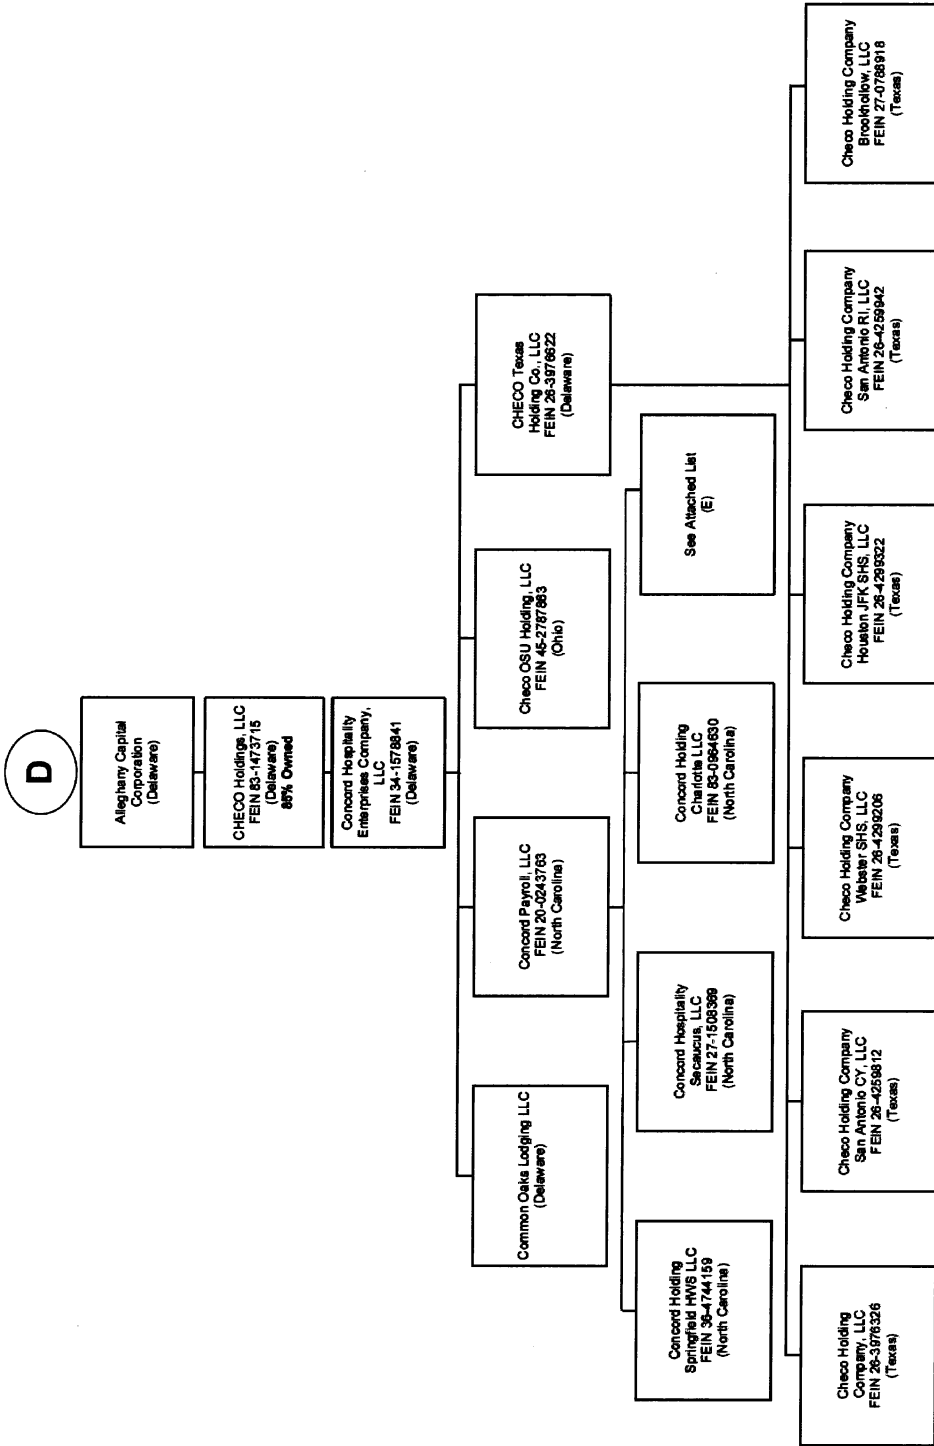 D
Alleghany Capital
Corporation
(Delaware)
CHECO Holdings, LLC
FEIN 83-1473715
(Delaware)
85% Owned
Concord Hospitality
Enterprises Company,
LLC
FEIN 34-1578841
(Delaware)
Common Oaks Lodging LLC
(Delaware)
Concord Payroll, LLC
FEIN 20-0243763
(North Carolina)
Checo OSU Holding, LLC
FEIN 45-2787863
(Ohio)
CHECO Texas
Holding Co., LLC
FEIN 26-3976622
(Delaware)
Concord Holding
Springfield HWS LLC
FEIN 36-4744159
(North Carolina)
Concord Hospitality
Secaucus, LLC
FEIN 27-1508369
(North Carolina)
Concord Holding
Charlotte LLC
FEIN 83-0964630
(North Carolina)
See Attached List
(E)
Checo Holding
Company, LLC
FEIN 26-3976326
(Texas)
Checo Holding Company
San Antonio CY, LLC
FEIN 26-4259812
(Texas)
Checo Holding Company
Webster SHS, LLC
FEIN 26-4299206
(Texas)
Checo Holding Company
Houston JFK SHS, LLC
FEIN 26-4299322
(Texas)
Checo Holding Company
San Antonio RI, LLC
FEIN 26-4259942
(Texas)
Checo Holding Company
Brookhollow, LLC
FEIN 27-0788918
(Texas)